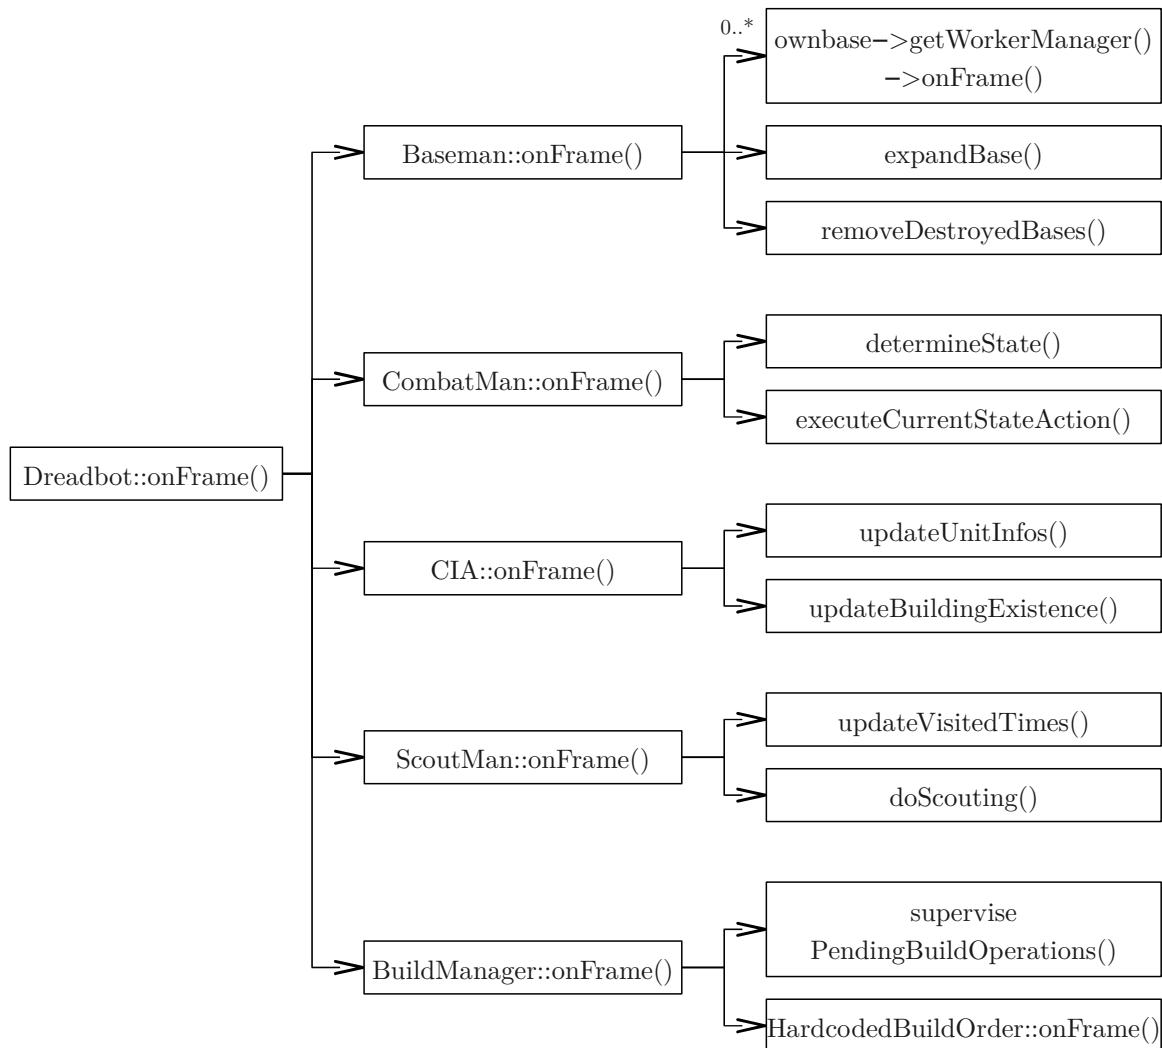 0..*
ownbase−>getWorkerManager()
−>onFrame()
Baseman::onFrame()
expandBase()
removeDestroyedBases()
determineState()
CombatMan::onFrame()
executeCurrentStateAction()
Dreadbot::onFrame()
updateUnitInfos()
CIA::onFrame()
updateBuildingExistence()
updateVisitedTimes()
ScoutMan::onFrame()
doScouting()
supervise
PendingBuildOperations()
BuildManager::onFrame()
HardcodedBuildOrder::onFrame()